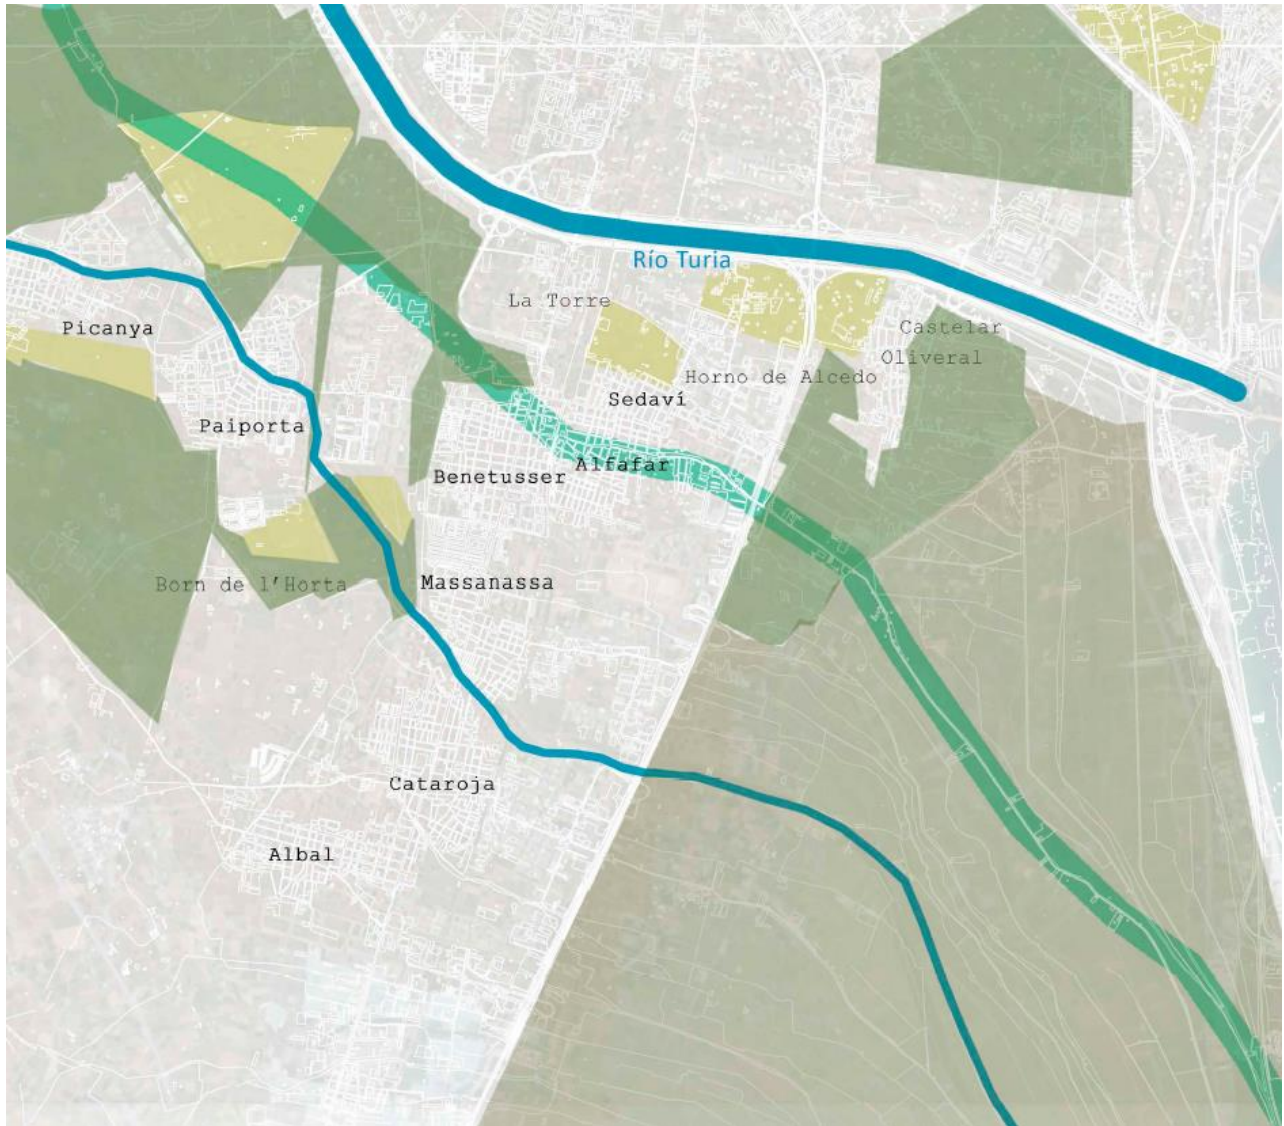 Río Turia
La Torre
Picanya
Castelar
Oliveral
Horno de Alcedo
Sedaví
Paiporta
Alfafar
Benetusser
Born de l'Horta
Massanassa
Cataroja
Albal